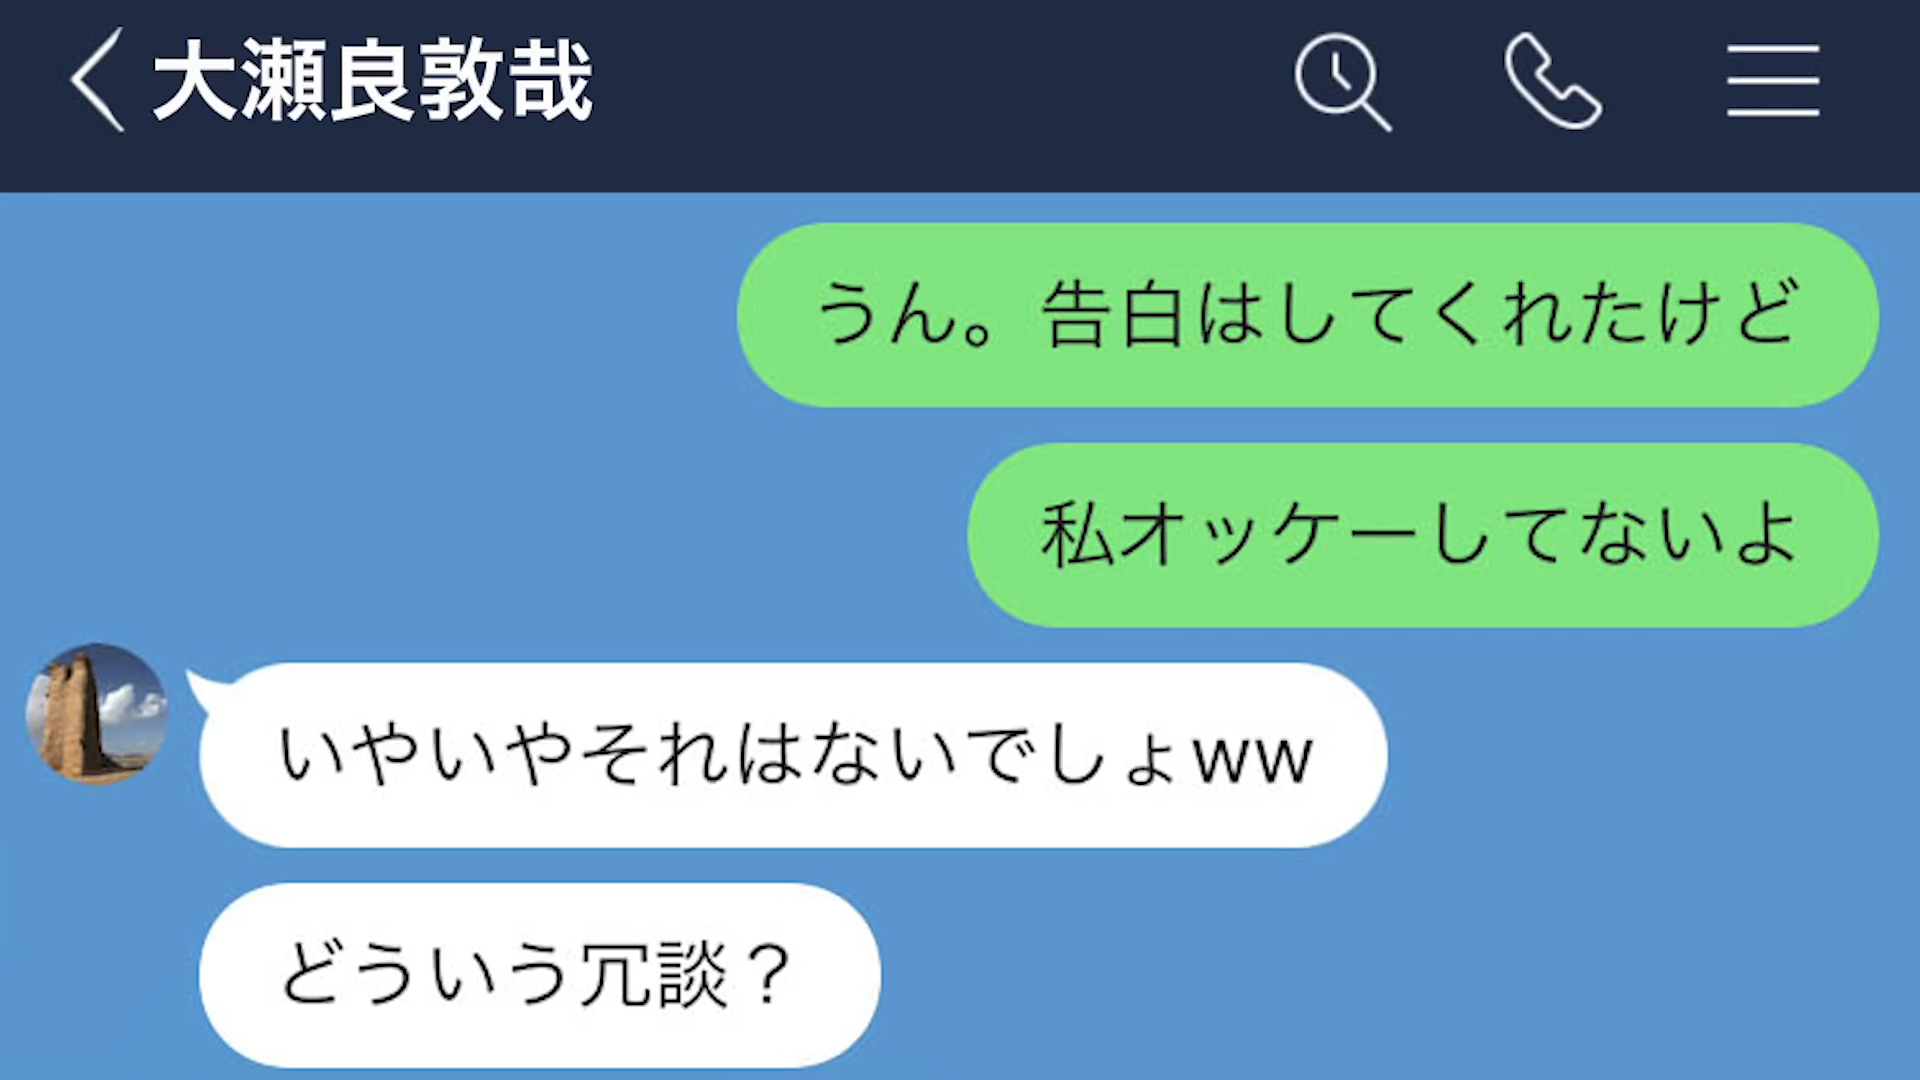 大瀬良敦哉
うん。告白はしてくれたけど
私オッケーしてないよ
いやいやそれはないでしょww
どういう冗談？